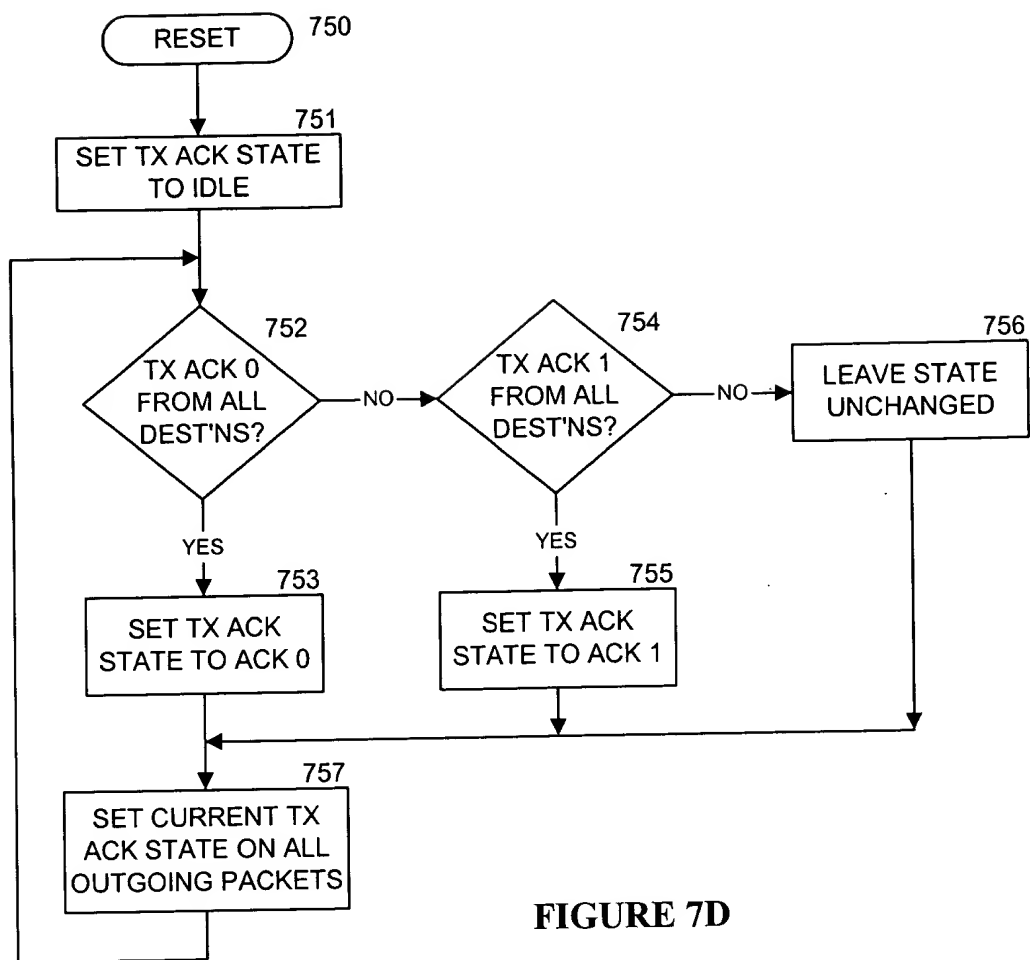 RESET
750
751
SET TX ACK STATE
TO IDLE
752
TX ACK 0
FROM ALL
DEST'NS?
NO
754
TX ACK 1
FROM ALL
DEST'NS?
NO
756
LEAVE STATE
UNCHANGED
YES
753
SET TX ACK
STATE TO ACK 0
YES
755
SET TX ACK
STATE TO ACK 1
757
SET CURRENT TX
ACK STATE ON ALL
OUTGOING PACKETS
FIGURE 7D